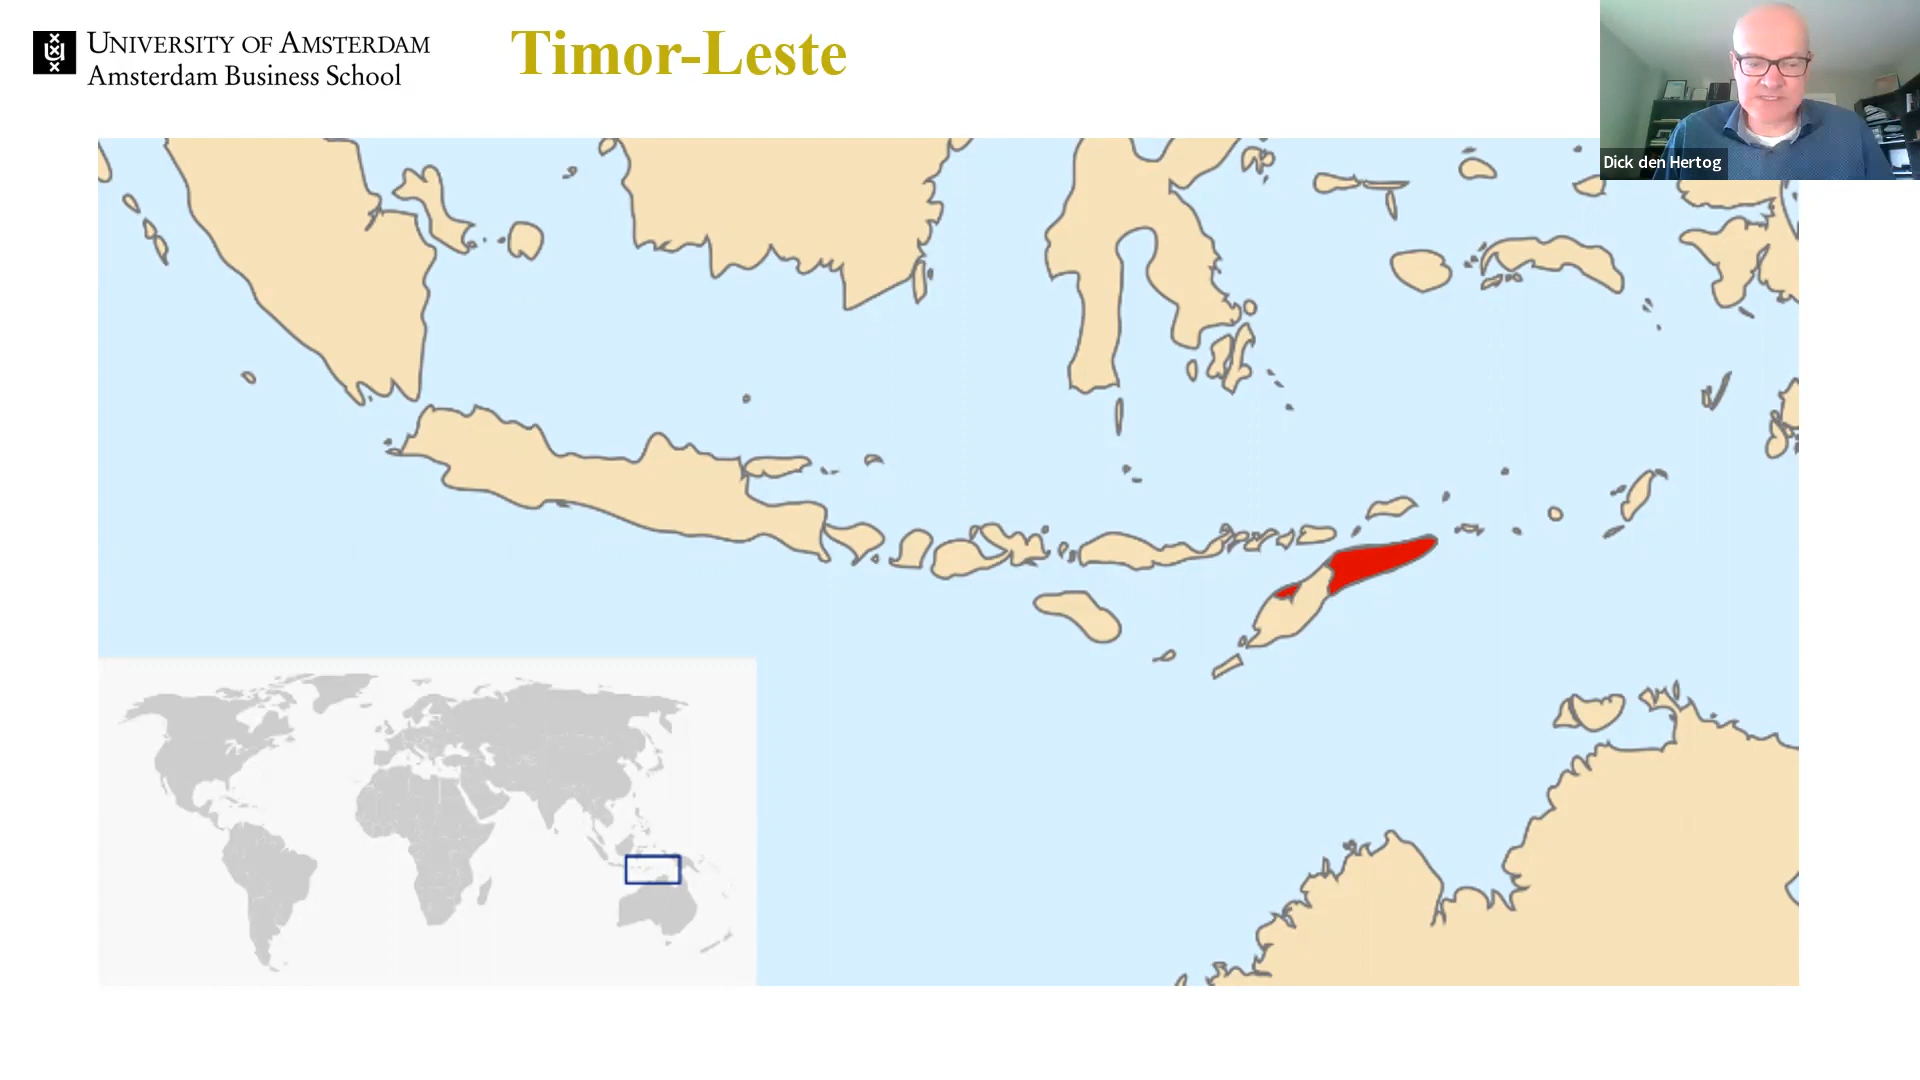 UNIVERSITY OF AMSTERDAM
Amsterdam Business School
Timor-Leste
Dick den Hertog